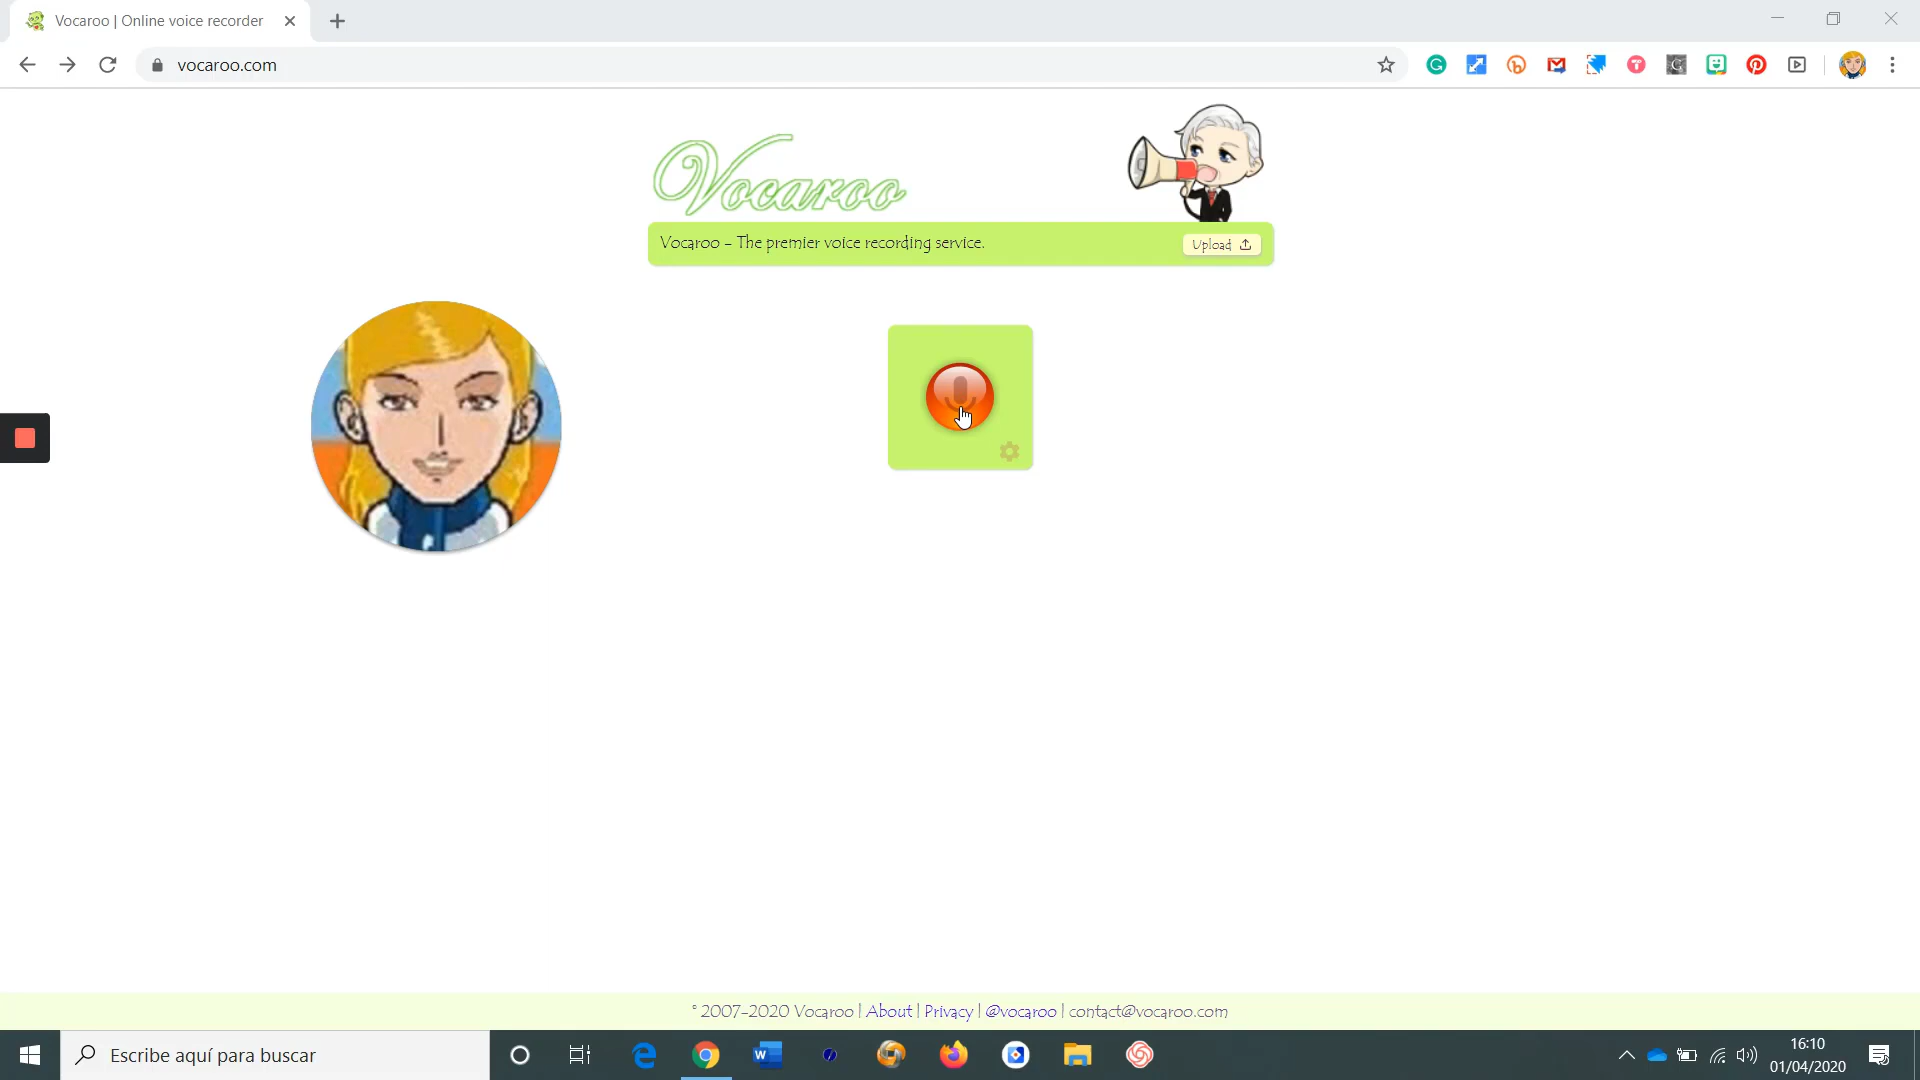 Vocaroo | Online voice recorder
vocaroo.com
Vocaroo
Vocaroo - The premier voice recording service.
Upload
© 2007-2020 Vocaroo | About | Privacy | @vocaroo | contact@vocaroo.com
Escribe aquí para buscar
16:10
01/04/2020